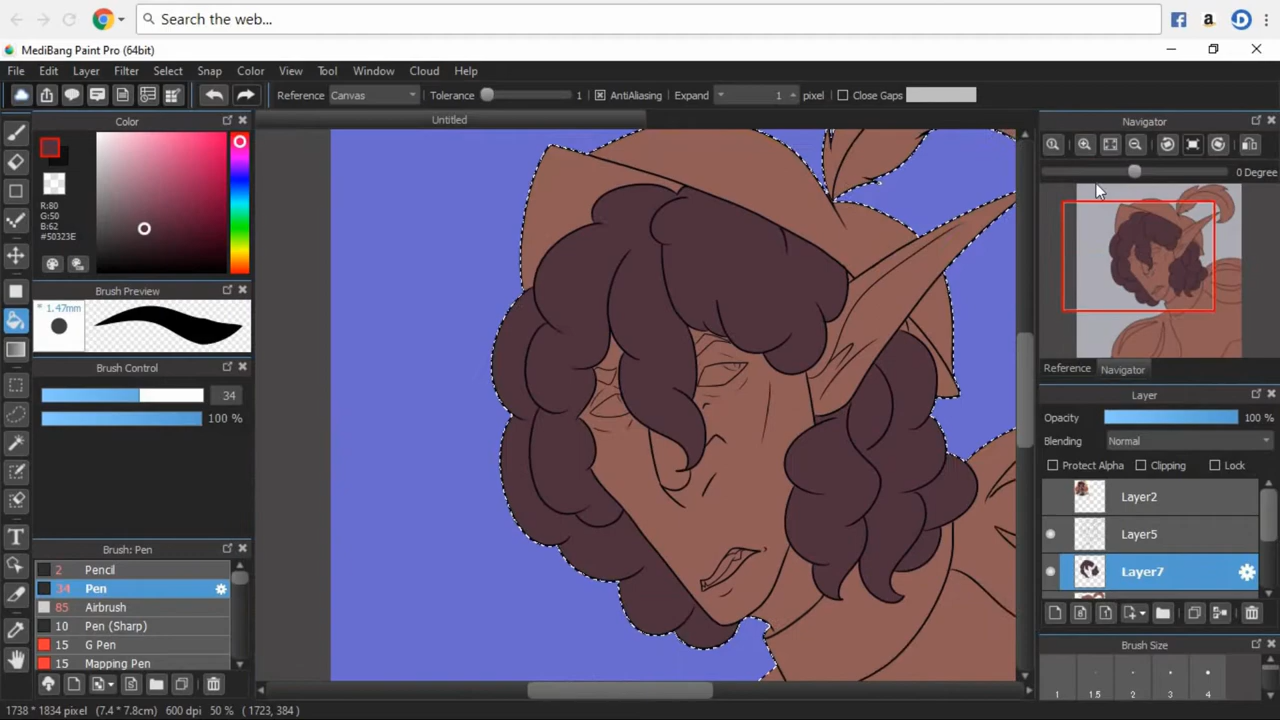 Search the web...
MediBang Paint Pro (64bit)
File Edit Layer Filter Select Snap Color View Tool Window Cloud Help
Reference Canvas Tolerance 1 AntiAliasing Expand 1 pixel Close Gaps
Color
Untitled
Navigator
R:80
G:50
B:62
#50323E
0 Degree
Brush Preview
1.47mm
Brush Control
34
100 %
Reference Navigator
Layer
Opacity 100 %
Blending Normal
Protect Alpha Clipping Lock
Layer2
Layer5
Layer7
Brush: Pen
2 Pencil
34 Pen
85 Airbrush
10 Pen (Sharp)
15 G Pen
15 Mapping Pen
Brush Size
1 1.5 2 3 4
1738 * 1834 pixel (7.4 * 7.8cm) 600 dpi 50 % ( 1723, 384 )